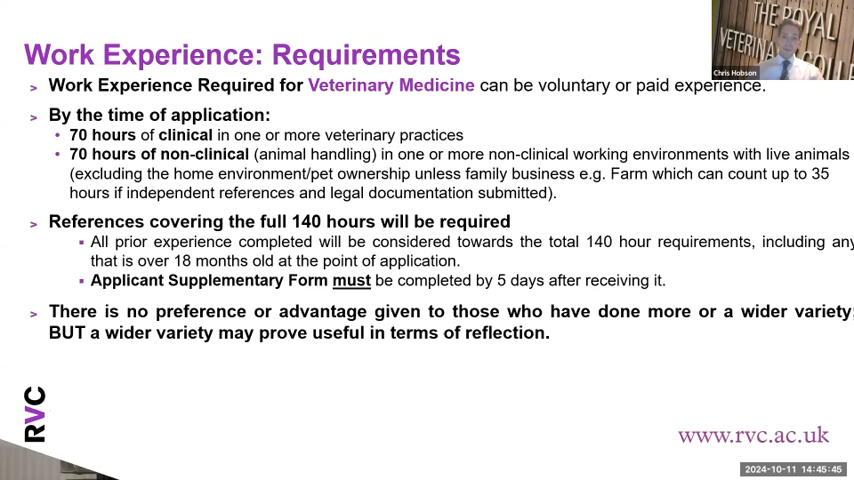 THE ROYAL
VETERINA
COLLE
Chris Hobson
Work Experience: Requirements
> Work Experience Required for Veterinary Medicine can be voluntary or paid experience.
> By the time of application:
• 70 hours of clinical in one or more veterinary practices
• 70 hours of non-clinical (animal handling) in one or more non-clinical working environments with live animals
(excluding the home environment/pet ownership unless family business e.g. Farm which can count up to 35
hours if independent references and legal documentation submitted).
> References covering the full 140 hours will be required
▪ All prior experience completed will be considered towards the total 140 hour requirements, including any
that is over 18 months old at the point of application.
▪ Applicant Supplementary Form must be completed by 5 days after receiving it.
> There is no preference or advantage given to those who have done more or a wider variety;
BUT a wider variety may prove useful in terms of reflection.
RVC
www.rvc.ac.uk
2024-10-11 14:45:45